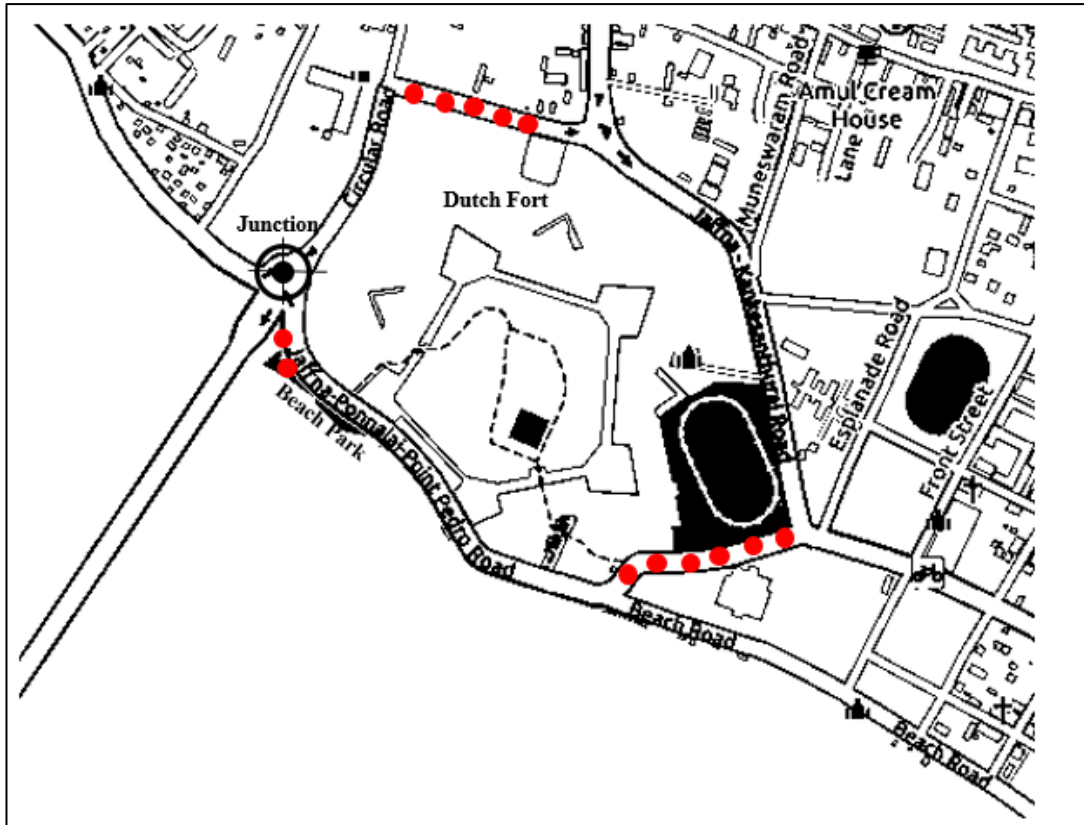 Amul Cream
House
Muneswaram Road
Lane
Circular Road
Dutch Fort
Junction
Jaffna - Kankesanthurai Road
Esplanade Road
Front Street
Jaffna-Ponnalai-Point Pedro Road
Beach Park
Beach Road
Beach Road